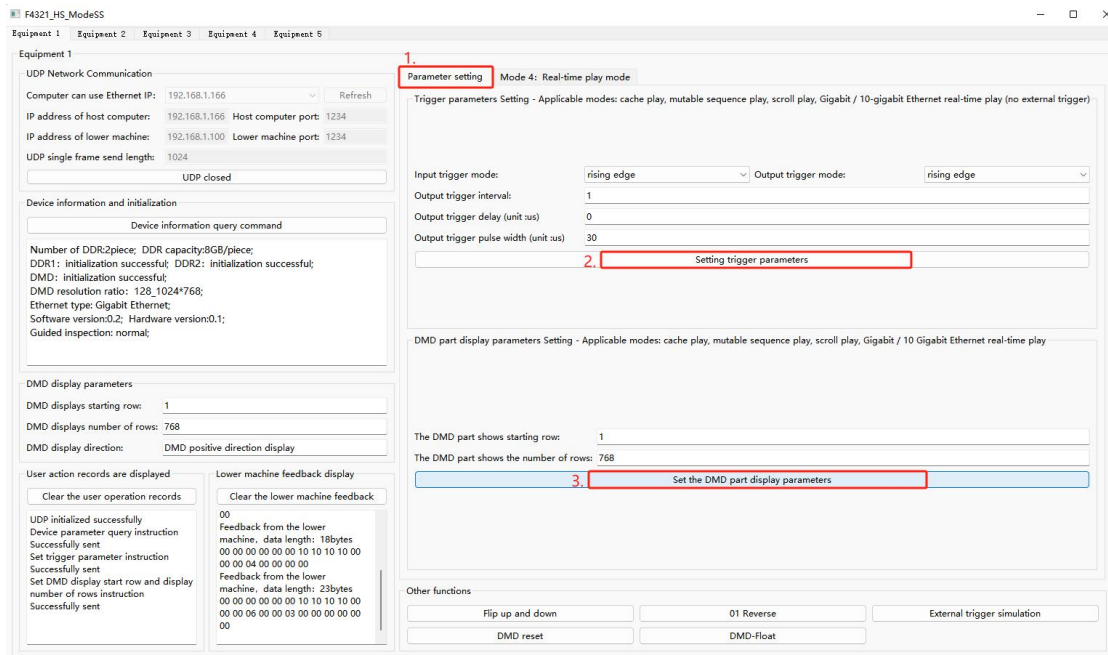 F4321_HS_ModeSS
Equipment 1 Equipment 2 Equipment 3 Equipment 4 Equipment 5
Equipment 1
UDP Network Communication
Computer can use Ethernet IP: 192.168.1.166 Refresh
IP address of host computer: 192.168.1.166 Host computer port: 1234
IP address of lower machine: 192.168.1.100 Lower machine port: 1234
UDP single frame send length: 1024
UDP closed
Device information and initialization
Device information query command
Number of DDR:2piece; DDR capacity:8GB/piece;
DDR1: initialization successful; DDR2: initialization successful;
DMD: initialization successful;
DMD resolution ratio: 128_1024*768;
Ethernet type: Gigabit Ethernet;
Software version:0.2; Hardware version:0.1;
Guided inspection: normal;
DMD display parameters
DMD displays starting row: 1
DMD displays number of rows: 768
DMD display direction: DMD positive direction display
User action records are displayed
Clear the user operation records
UDP initialized successfully
Device parameter query instruction
Successfully sent
Set trigger parameter instruction
Successfully sent
Set DMD display start row and display
number of rows instruction
Successfully sent
Lower machine feedback display
Clear the lower machine feedback
00
Feedback from the lower
machine, data length: 18bytes
00 00 00 00 00 00 10 10 10 10 00
00 00 04 00 00 00 00
Feedback from the lower
machine, data length: 23bytes
00 00 00 00 00 00 10 10 10 10 00
00 00 06 00 00 03 00 00 00 00 00
00
1.
Parameter setting Mode 4: Real-time play mode
Trigger parameters Setting - Applicable modes: cache play, mutable sequence play, scroll play, Gigabit / 10-gigabit Ethernet real-time play (no external trigger)
Input trigger mode: rising edge Output trigger mode: rising edge
Output trigger interval: 1
Output trigger delay (unit :us) 0
Output trigger pulse width (unit :us) 30
2. Setting trigger parameters
DMD part display parameters Setting - Applicable modes: cache play, mutable sequence play, scroll play, Gigabit / 10 Gigabit Ethernet real-time play
The DMD part shows starting row: 1
The DMD part shows the number of rows: 768
3. Set the DMD part display parameters
Other functions
Flip up and down 01 Reverse External trigger simulation
DMD reset DMD-Float